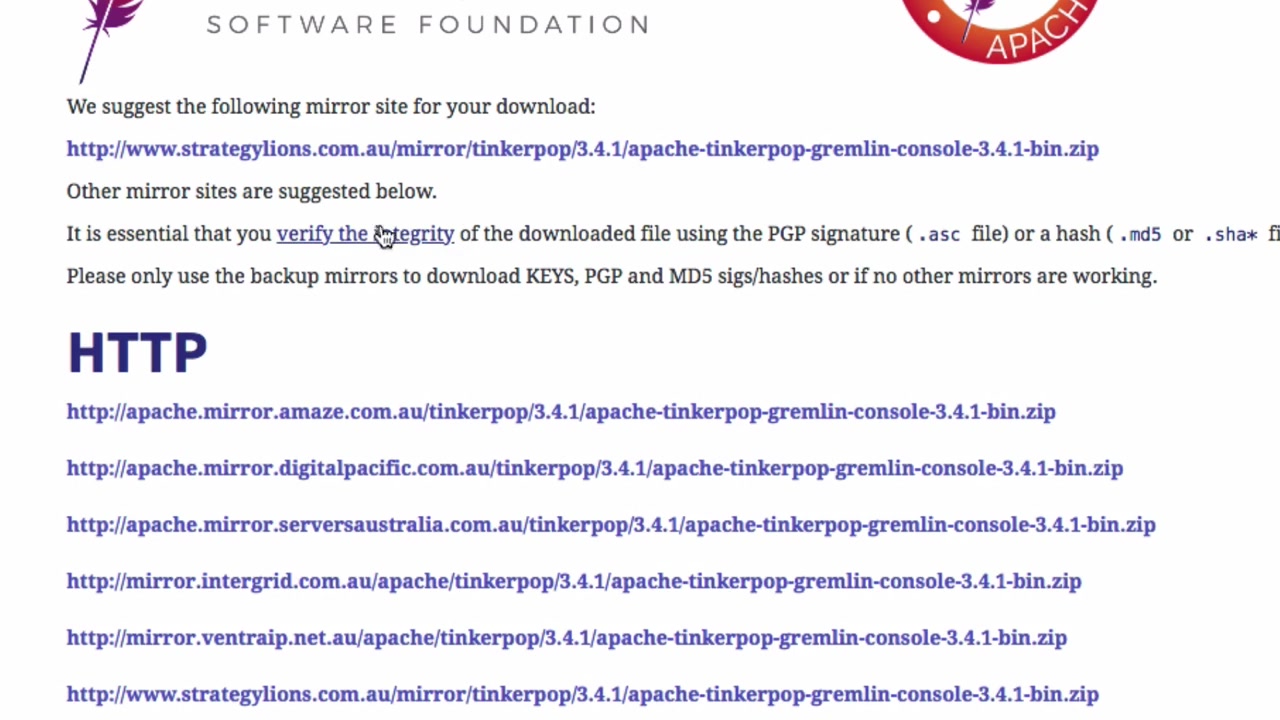 SOFTWARE FOUNDATION
APACH
We suggest the following mirror site for your download:
http://www.strategylions.com.au/mirror/tinkerpop/3.4.1/apache-tinkerpop-gremlin-console-3.4.1-bin.zip
Other mirror sites are suggested below.
It is essential that you verify the integrity of the downloaded file using the PGP signature ( .asc file) or a hash ( .md5 or .sha* fi
Please only use the backup mirrors to download KEYS, PGP and MD5 sigs/hashes or if no other mirrors are working.
HTTP
http://apache.mirror.amaze.com.au/tinkerpop/3.4.1/apache-tinkerpop-gremlin-console-3.4.1-bin.zip
http://apache.mirror.digitalpacific.com.au/tinkerpop/3.4.1/apache-tinkerpop-gremlin-console-3.4.1-bin.zip
http://apache.mirror.serversaustralia.com.au/tinkerpop/3.4.1/apache-tinkerpop-gremlin-console-3.4.1-bin.zip
http://mirror.intergrid.com.au/apache/tinkerpop/3.4.1/apache-tinkerpop-gremlin-console-3.4.1-bin.zip
http://mirror.ventraip.net.au/apache/tinkerpop/3.4.1/apache-tinkerpop-gremlin-console-3.4.1-bin.zip
http://www.strategylions.com.au/mirror/tinkerpop/3.4.1/apache-tinkerpop-gremlin-console-3.4.1-bin.zip